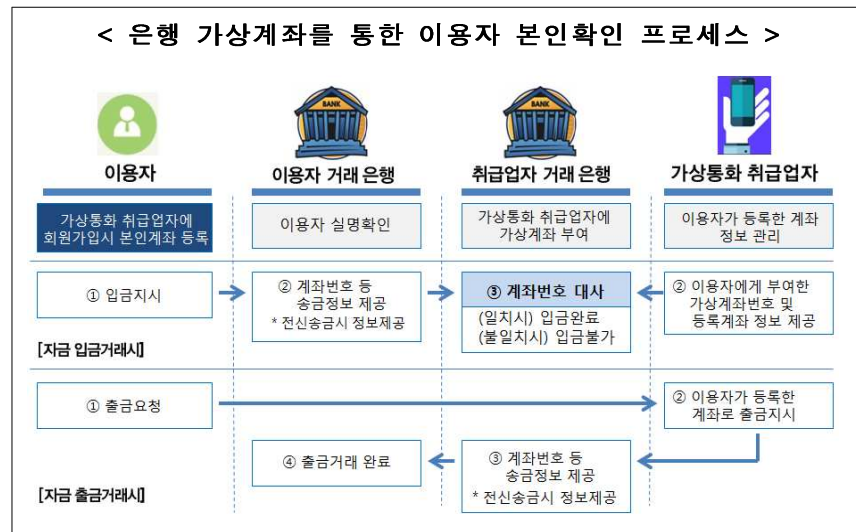 < 은행 가상계좌를 통한 이용자 본인확인 프로세스 >
BANK
BANK
이용자
이용자 거래 은행
취급업자 거래 은행
가상통화 취급업자
가상통화 취급업자에
회원가입시 본인계좌 등록
이용자 실명확인
가상통화 취급업자에
가상계좌 부여
이용자가 등록한 계좌
정보 관리
① 입금지시
② 계좌번호 등
송금정보 제공
* 전신송금시 정보제공
③ 계좌번호 대사
(일치시) 입금완료
(불일치시) 입금불가
② 이용자에게 부여한
가상계좌번호 및
등록계좌 정보 제공
[자금 입금거래시]
① 출금요청
② 이용자가 등록한
계좌로 출금지시
④ 출금거래 완료
③ 계좌번호 등
송금정보 제공
* 전신송금시 정보제공
[자금 출금거래시]